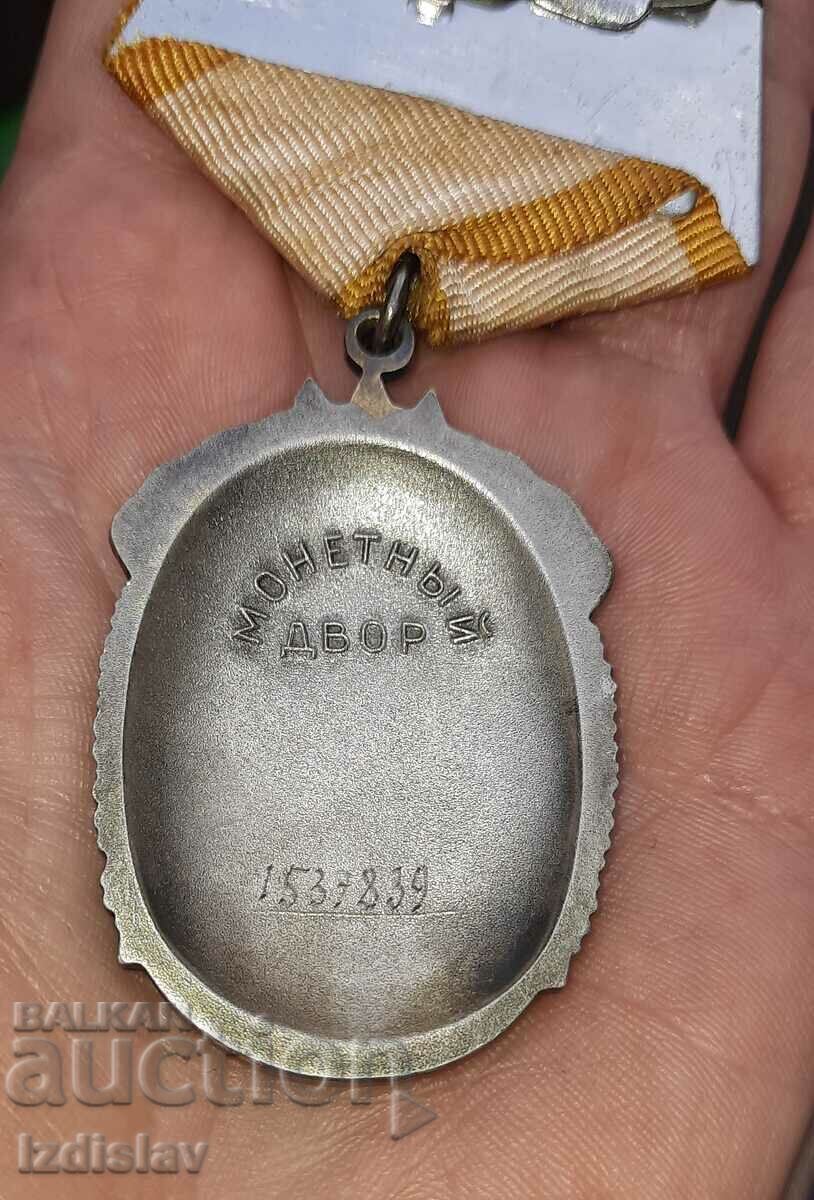 МОНЕТНЫЙ
ДВОР
1537839
BALKAN
auction
Izdislav